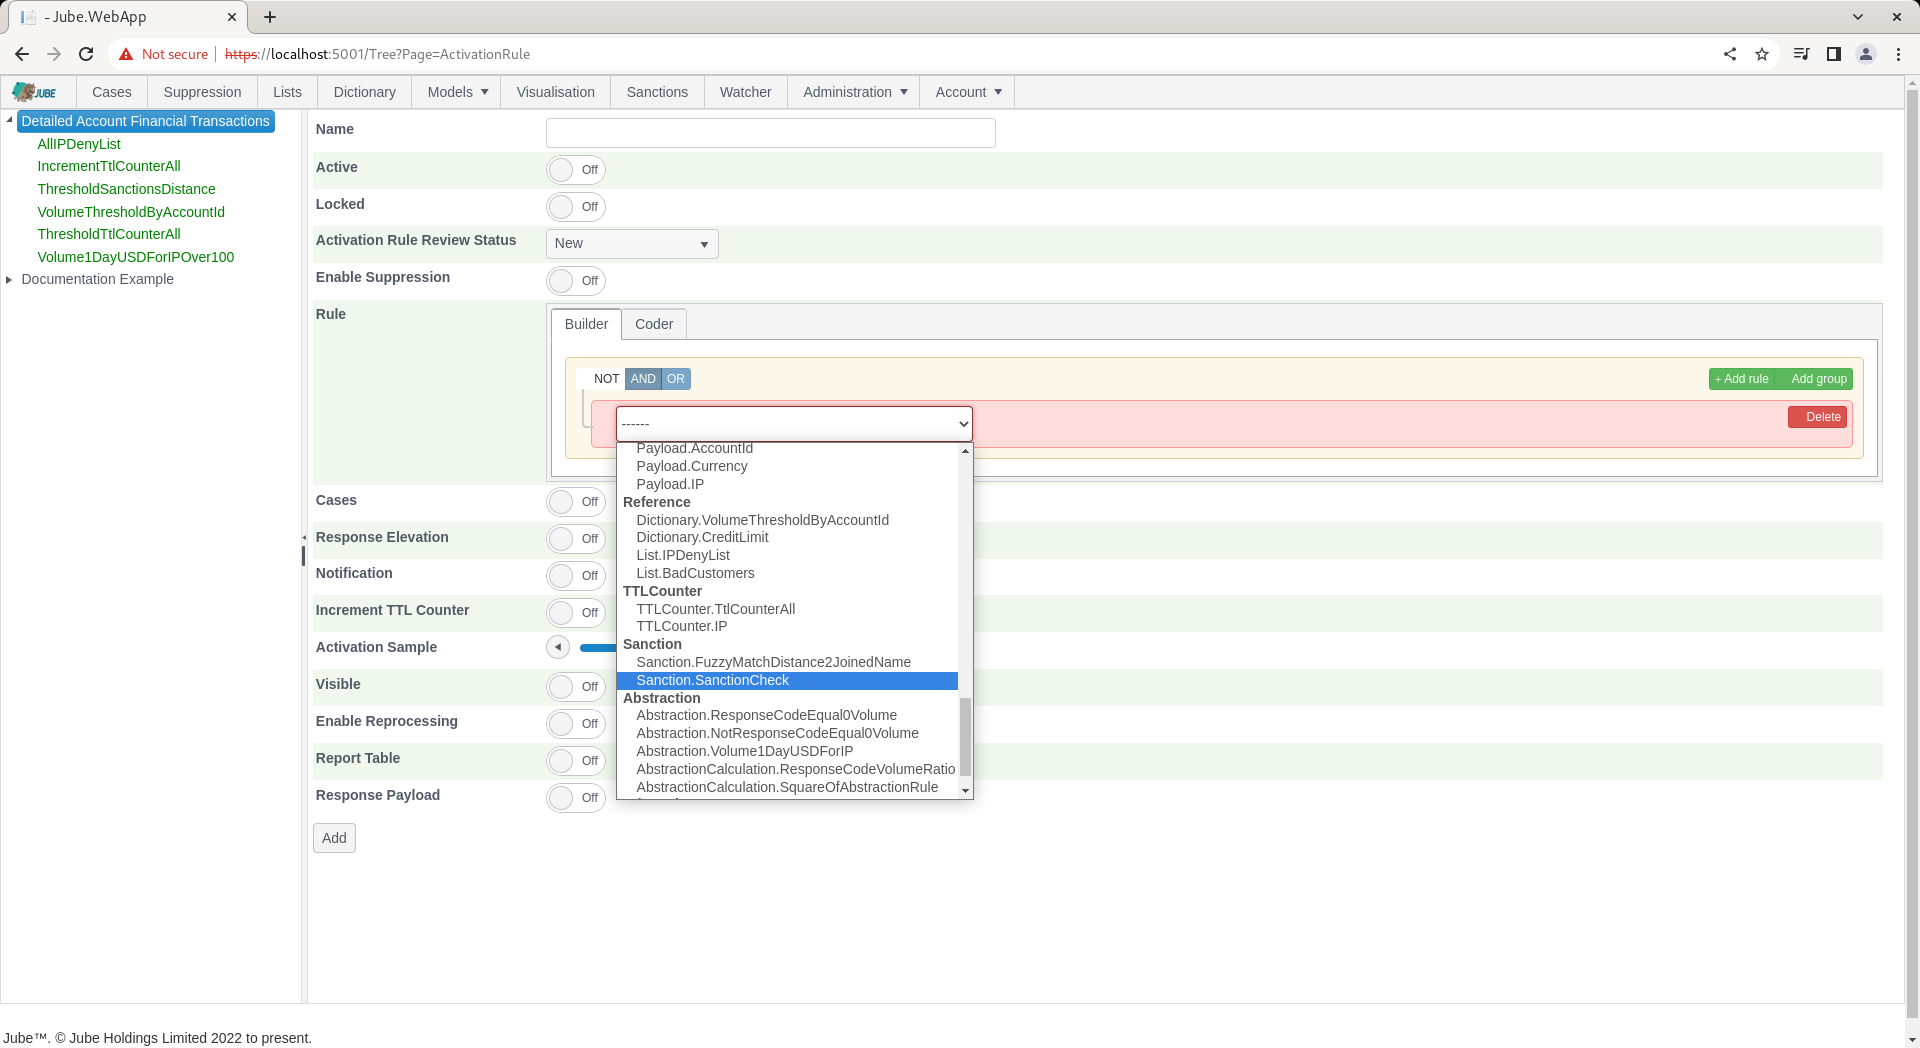 - Jube.WebApp
Not secure
https://localhost:5001/Tree?Page=ActivationRule
JUBE
Cases
Suppression
Lists
Dictionary
Models
Visualisation
Sanctions
Watcher
Administration
Account
Detailed Account Financial Transactions
AllIPDenyList
IncrementTtlCounterAll
ThresholdSanctionsDistance
VolumeThresholdByAccountId
ThresholdTtlCounterAll
Volume1DayUSDForIPOver100
Documentation Example
Name
Active Off
Locked Off
Activation Rule Review Status New
Enable Suppression Off
Rule
Builder Coder
NOT AND OR
+ Add rule Add group
------
Delete
Payload.AccountId
Payload.Currency
Payload.IP
Reference
Dictionary.VolumeThresholdByAccountId
Dictionary.CreditLimit
List.IPDenyList
List.BadCustomers
TTLCounter
TTLCounter.TtlCounterAll
TTLCounter.IP
Sanction
Sanction.FuzzyMatchDistance2JoinedName
Sanction.SanctionCheck
Abstraction
Abstraction.ResponseCodeEqual0Volume
Abstraction.NotResponseCodeEqual0Volume
Abstraction.Volume1DayUSDForIP
AbstractionCalculation.ResponseCodeVolumeRatio
AbstractionCalculation.SquareOfAbstractionRule
Cases Off
Response Elevation Off
Notification Off
Increment TTL Counter Off
Activation Sample
Visible Off
Enable Reprocessing Off
Report Table Off
Response Payload Off
Add
Jube™. © Jube Holdings Limited 2022 to present.